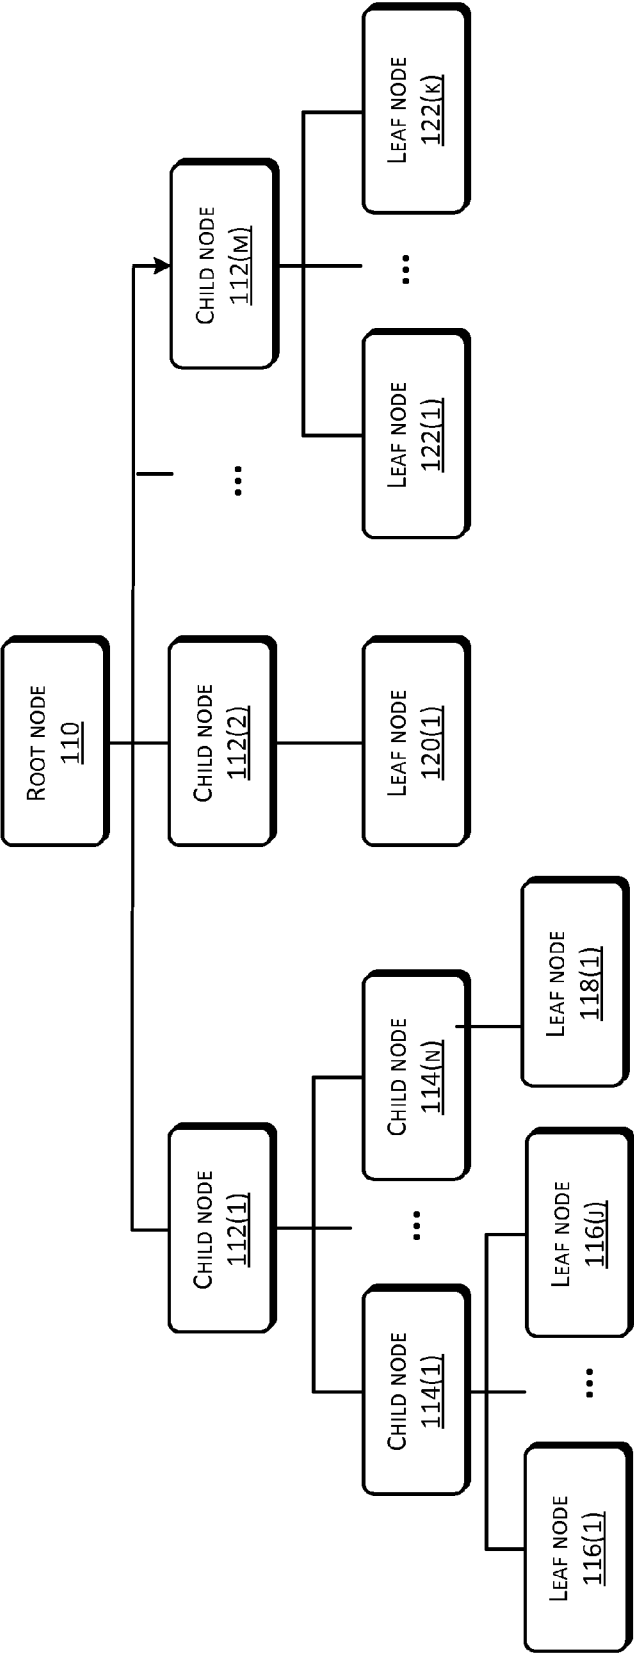 ROOT NODE
110
CHILD NODE
112(1)
CHILD NODE
112(2)
...
CHILD NODE
112(M)
CHILD NODE
114(1)
...
CHILD NODE
114(N)
LEAF NODE
120(1)
LEAF NODE
122(1)
...
LEAF NODE
122(K)
LEAF NODE
116(1)
...
LEAF NODE
116(J)
LEAF NODE
118(1)